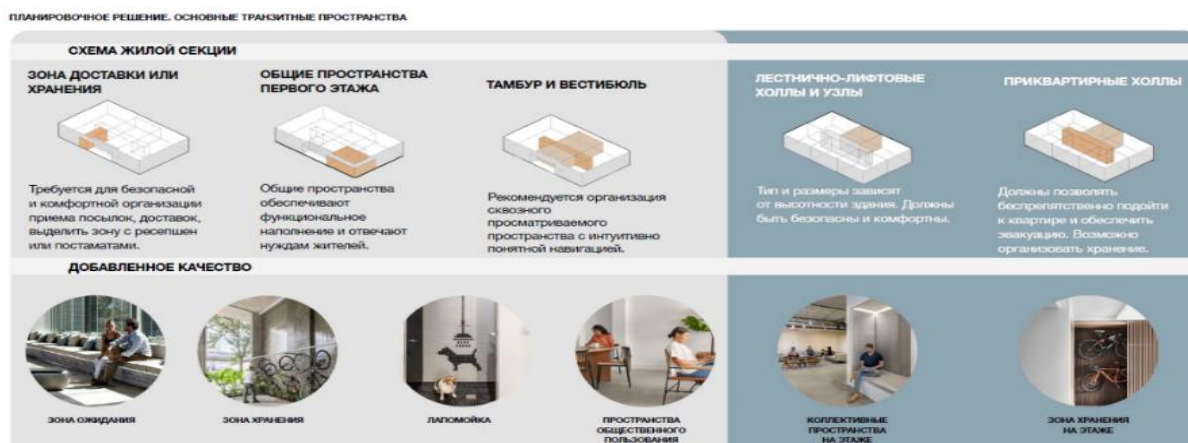 ПЛАНИРОВОЧНОЕ РЕШЕНИЕ. ОСНОВНЫЕ ТРАНЗИТНЫЕ ПРОСТРАНСТВА
СХЕМА ЖИЛОЙ СЕКЦИИ
ЗОНА ДОСТАВКИ ИЛИ
ХРАНЕНИЯ
Требуется для безопасной
и комфортной организации
приема посылок, доставок,
выделить зону с ресепшен
или постаматами.
ОБЩИЕ ПРОСТРАНСТВА
ПЕРВОГО ЭТАЖА
Общие пространства
обеспечивают
функциональное
наполнение и отвечают
нуждам жителей.
ТАМБУР И ВЕСТИБЮЛЬ
Рекомендуется организация
сквозного
просматриваемого
пространства с интуитивно
понятной навигацией.
ЛЕСТНИЧНО-ЛИФТОВЫЕ
ХОЛЛЫ И УЗЛЫ
Тип и размеры зависят
от высотности здания. Должны
быть безопасны и комфортны.
ПРИКВАРТИРНЫЕ ХОЛЛЫ
Должны позволять
беспрепятственно подойти
к квартире и обеспечить
эвакуацию. Возможно
организовать хранение.
ДОБАВЛЕННОЕ КАЧЕСТВО
ЗОНА ОЖИДАНИЯ
ЗОНА ХРАНЕНИЯ
ЛАПОМОЙКА
ПРОСТРАНСТВА
ОБЩЕСТВЕННОГО
ПОЛЬЗОВАНИЯ
КОЛЛЕКТИВНЫЕ
ПРОСТРАНСТВА
НА ЭТАЖЕ
ЗОНА ХРАНЕНИЯ
НА ЭТАЖЕ